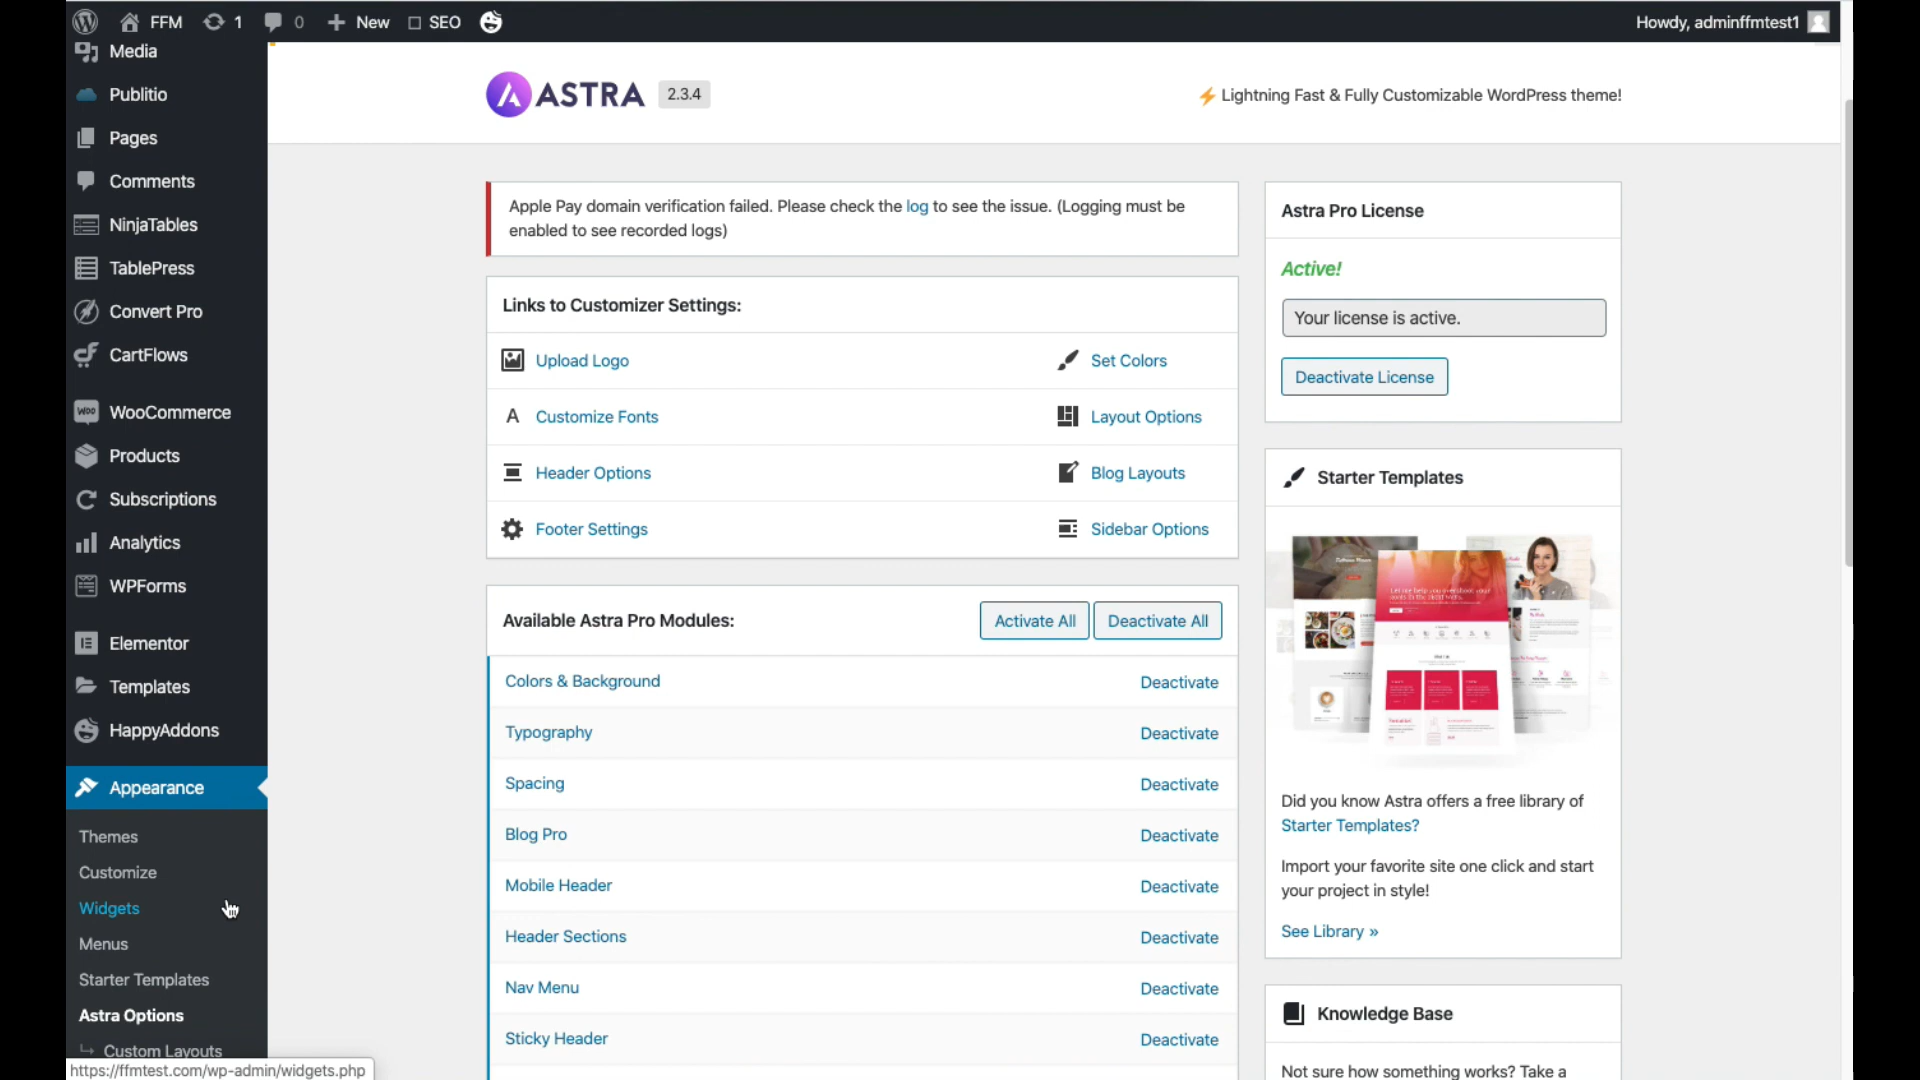 FFM
1
0
New
SEO
Howdy, adminffmtest1
Media
Publitio
Pages
Comments
NinjaTables
TablePress
Convert Pro
CartFlows
WooCommerce
Products
Subscriptions
Analytics
WPForms
Elementor
Templates
HappyAddons
Appearance
Themes
Customize
Widgets
Menus
Starter Templates
Astra Options
Custom Layouts
https://ffmtest.com/wp-admin/widgets.php
ASTRA
2.3.4
Lightning Fast & Fully Customizable WordPress theme!
Apple Pay domain verification failed. Please check the log to see the issue. (Logging must be
enabled to see recorded logs)
Links to Customizer Settings:
Upload Logo
Set Colors
Customize Fonts
Layout Options
Header Options
Blog Layouts
Footer Settings
Sidebar Options
Available Astra Pro Modules:
Activate All
Deactivate All
Colors & Background
Deactivate
Typography
Deactivate
Spacing
Deactivate
Blog Pro
Deactivate
Mobile Header
Deactivate
Header Sections
Deactivate
Nav Menu
Deactivate
Sticky Header
Deactivate
Astra Pro License
Active!
Your license is active.
Deactivate License
Starter Templates
Did you know Astra offers a free library of
Starter Templates?
Import your favorite site one click and start
your project in style!
See Library »
Knowledge Base
Not sure how something works? Take a